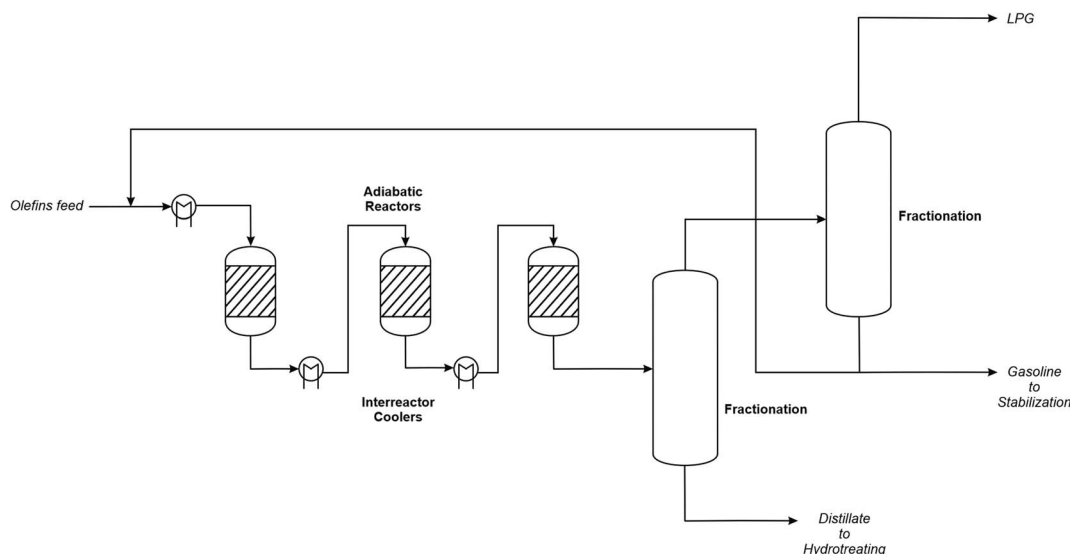 LPG
Olefins feed
Adiabatic
Reactors
Fractionation
Interreactor
Coolers
Fractionation
Gasoline
to
Stabilization
Distillate
to
Hydrotreating